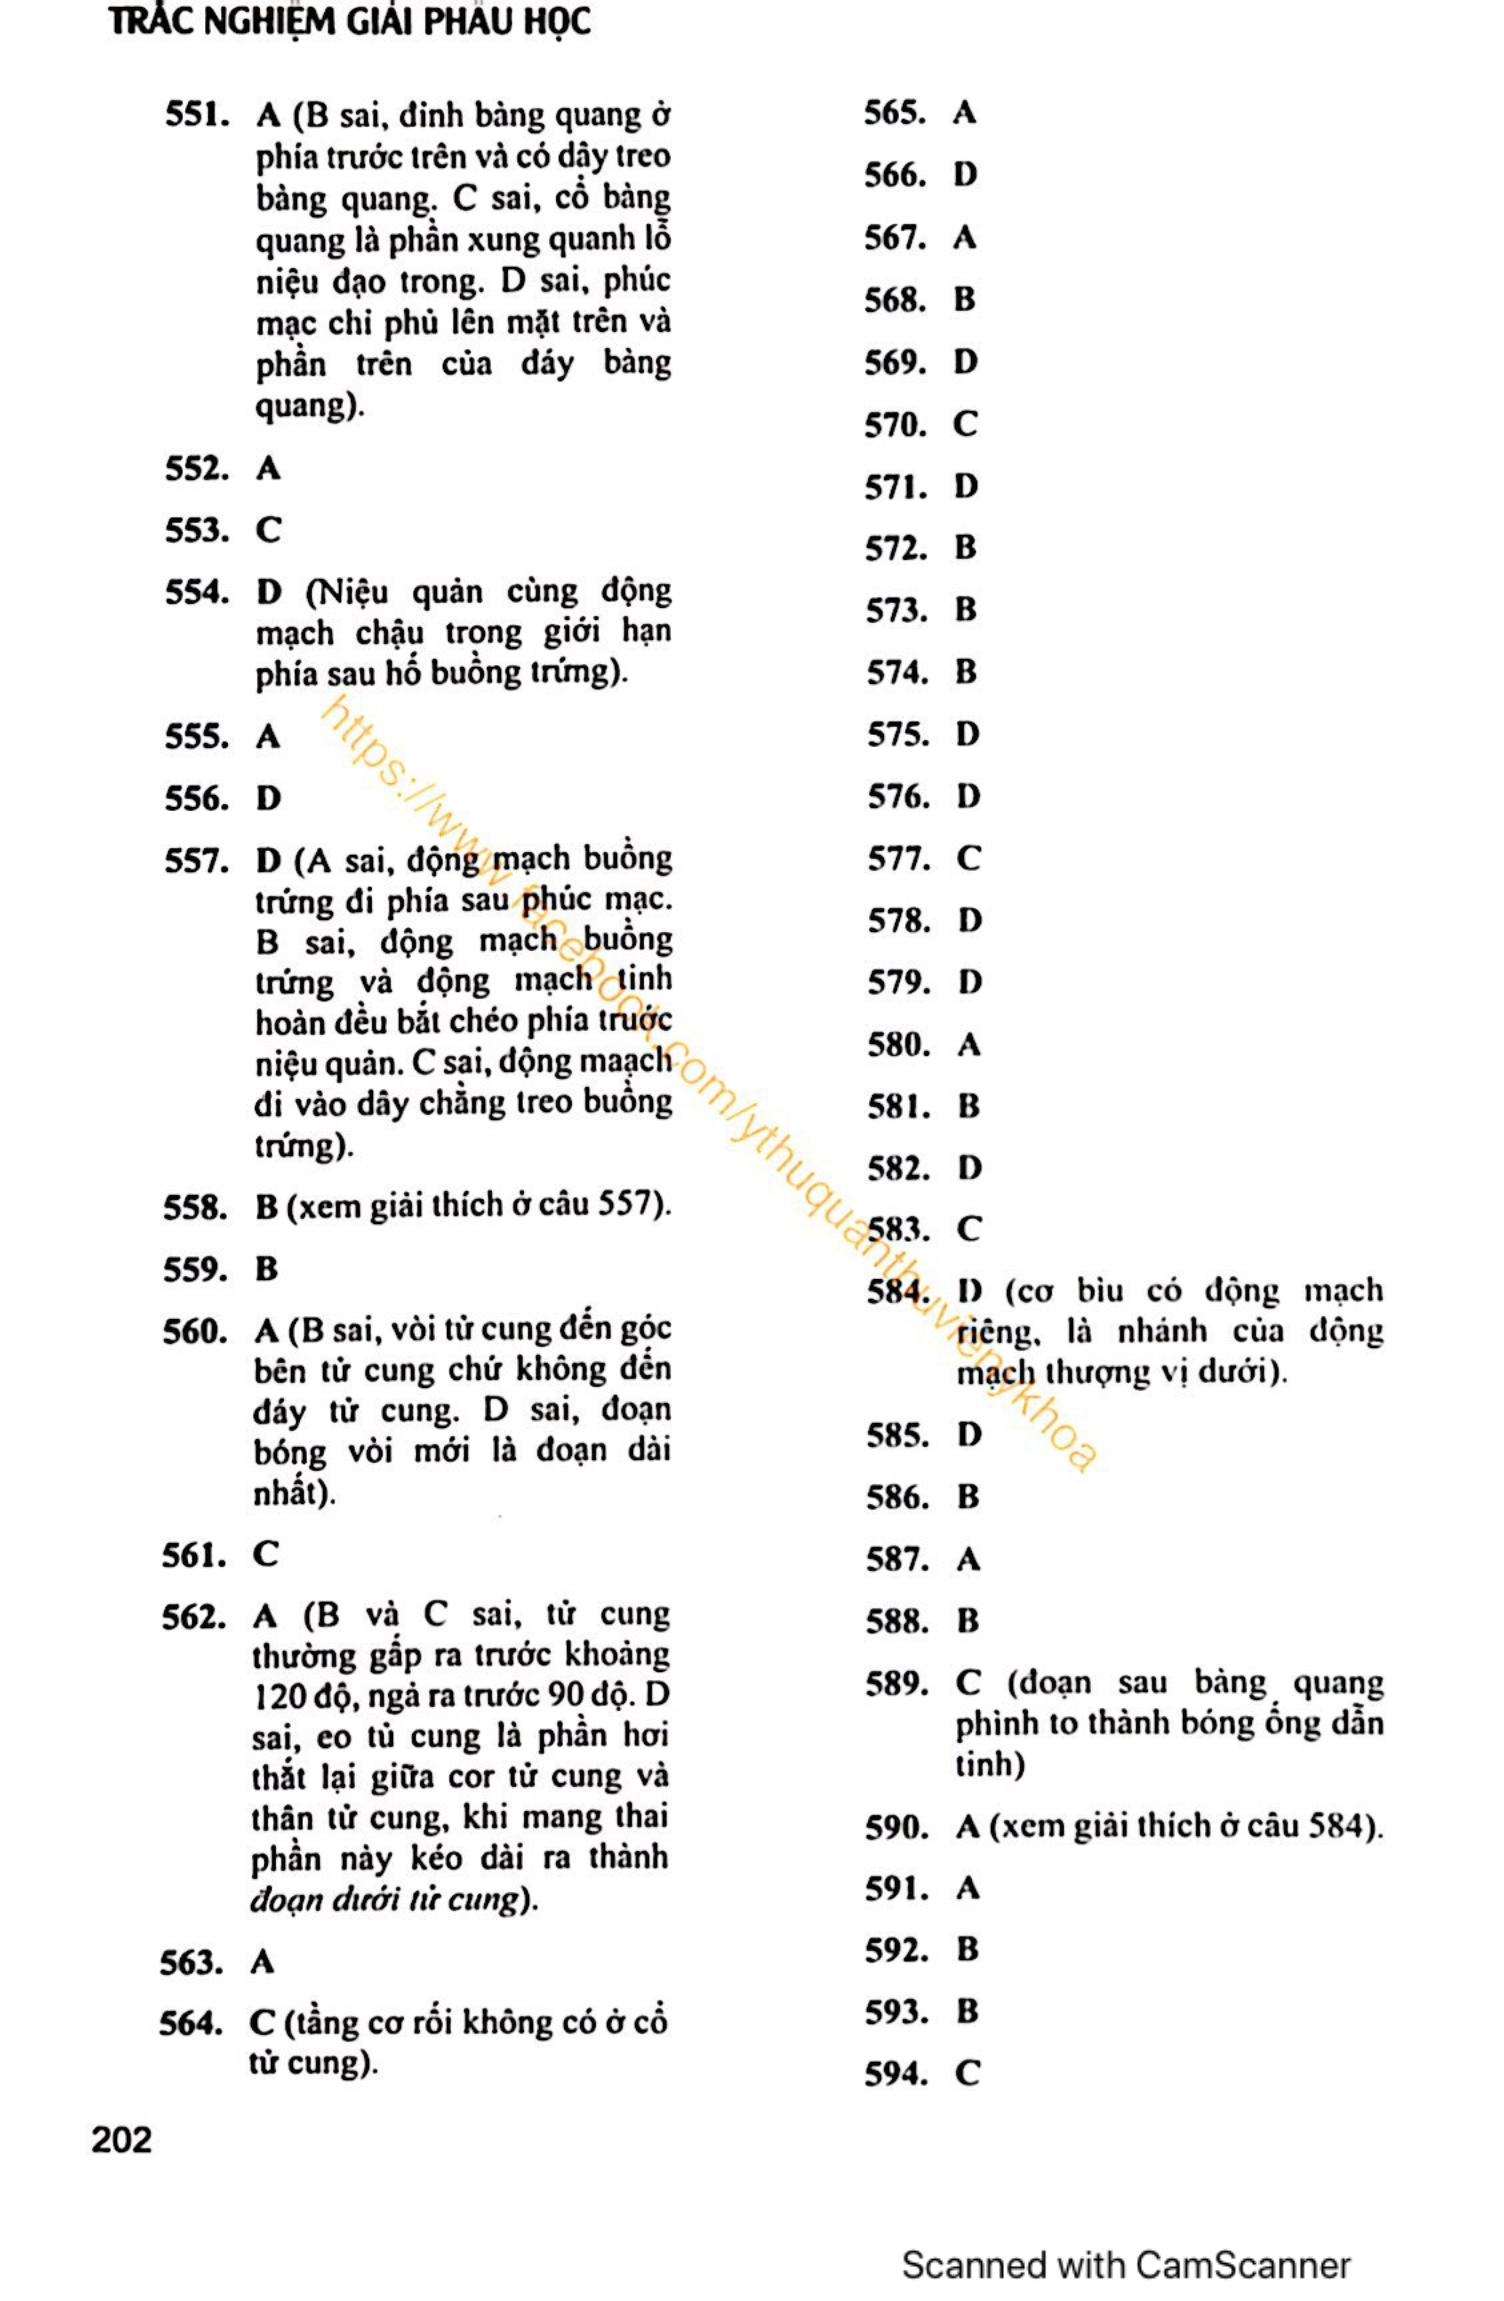 TRẮC NGHIỆM GIẢI PHẪU HỌC
551. A (B sai, đỉnh bàng quang ở
phía trước trên và có dây treo
bàng quang. C sai, cổ bàng
quang là phần xung quanh lỗ
niệu đạo trong. D sai, phúc
mạc chỉ phủ lên mặt trên và
phần trên của đáy bàng
quang).
552. A
553. C
554. D (Niệu quản cùng động
mạch chậu trong giới hạn
phía sau hố buồng trứng).
555. A
556. D
557. D (A sai, động mạch buồng
trứng đi phía sau phúc mạc.
B sai, động mạch buồng
trứng và động mạch tinh
hoàn đều bắt chéo phía trước
niệu quản. C sai, động maạch
đi vào dây chằng treo buồng
trứng).
558. B (xem giải thích ở câu 557).
559. B
560. A (B sai, vòi tử cung đến góc
bên tử cung chứ không đến
đáy tử cung. D sai, đoạn
bóng vòi mới là đoạn dài
nhất).
561. C
562. A (B và C sai, tử cung
thường gấp ra trước khoảng
120 độ, ngả ra trước 90 dộ. D
sai, eo tủ cung là phần hơi
thắt lại giữa cor tử cung và
thân tử cung, khi mang thai
phần này kéo dài ra thành
đoạn dưới tử cung).
563. A
564. C (tầng cơ rối không có ở cổ
tử cung).
565. A
566. D
567. A
568. B
569. D
570. C
571. D
572. B
573. B
574. B
575. D
576. D
577. C
578. D
579. D
580. A
581. B
582. D
583. C
584. D (cơ bìu có động mạch
riêng, là nhánh của động
mạch thượng vị dưới).
585. D
586. B
587. A
588. B
589. C (đoạn sau bàng quang
phình to thành bóng ống dẫn
tinh)
590. A (xem giải thích ở câu 584).
591. A
592. B
593. B
594. C
https://www.facebook.com/ythuquanthuvienykhoa
202
Scanned with CamScanner